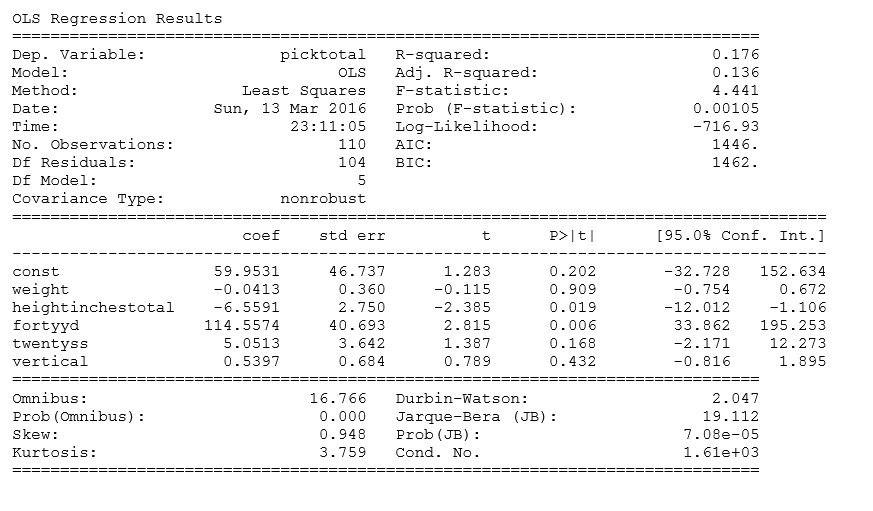 OLS Regression Results
==============================================================================
Dep. Variable:              picktotal   R-squared:                       0.176
Model:                            OLS   Adj. R-squared:                  0.136
Method:                 Least Squares   F-statistic:                     4.441
Date:                Sun, 13 Mar 2016   Prob (F-statistic):            0.00105
Time:                        23:11:05   Log-Likelihood:                -716.93
No. Observations:                 110   AIC:                             1446.
Df Residuals:                     104   BIC:                             1462.
Df Model:                           5
Covariance Type:            nonrobust
=====================================================================================
                        coef    std err          t      P>|t|      [95.0% Conf. Int.]
-------------------------------------------------------------------------------------
const                59.9531     46.737      1.283      0.202       -32.728   152.634
weight               -0.0413      0.360     -0.115      0.909        -0.754     0.672
heightinchestotal    -6.5591      2.750     -2.385      0.019       -12.012    -1.106
fortyyd             114.5574     40.693      2.815      0.006        33.862   195.253
twentyss              5.0513      3.642      1.387      0.168        -2.171    12.273
vertical              0.5397      0.684      0.789      0.432        -0.816     1.895
==============================================================================
Omnibus:                       16.766   Durbin-Watson:                   2.047
Prob(Omnibus):                  0.000   Jarque-Bera (JB):               19.112
Skew:                           0.948   Prob(JB):                     7.08e-05
Kurtosis:                       3.759   Cond. No.                     1.61e+03
==============================================================================